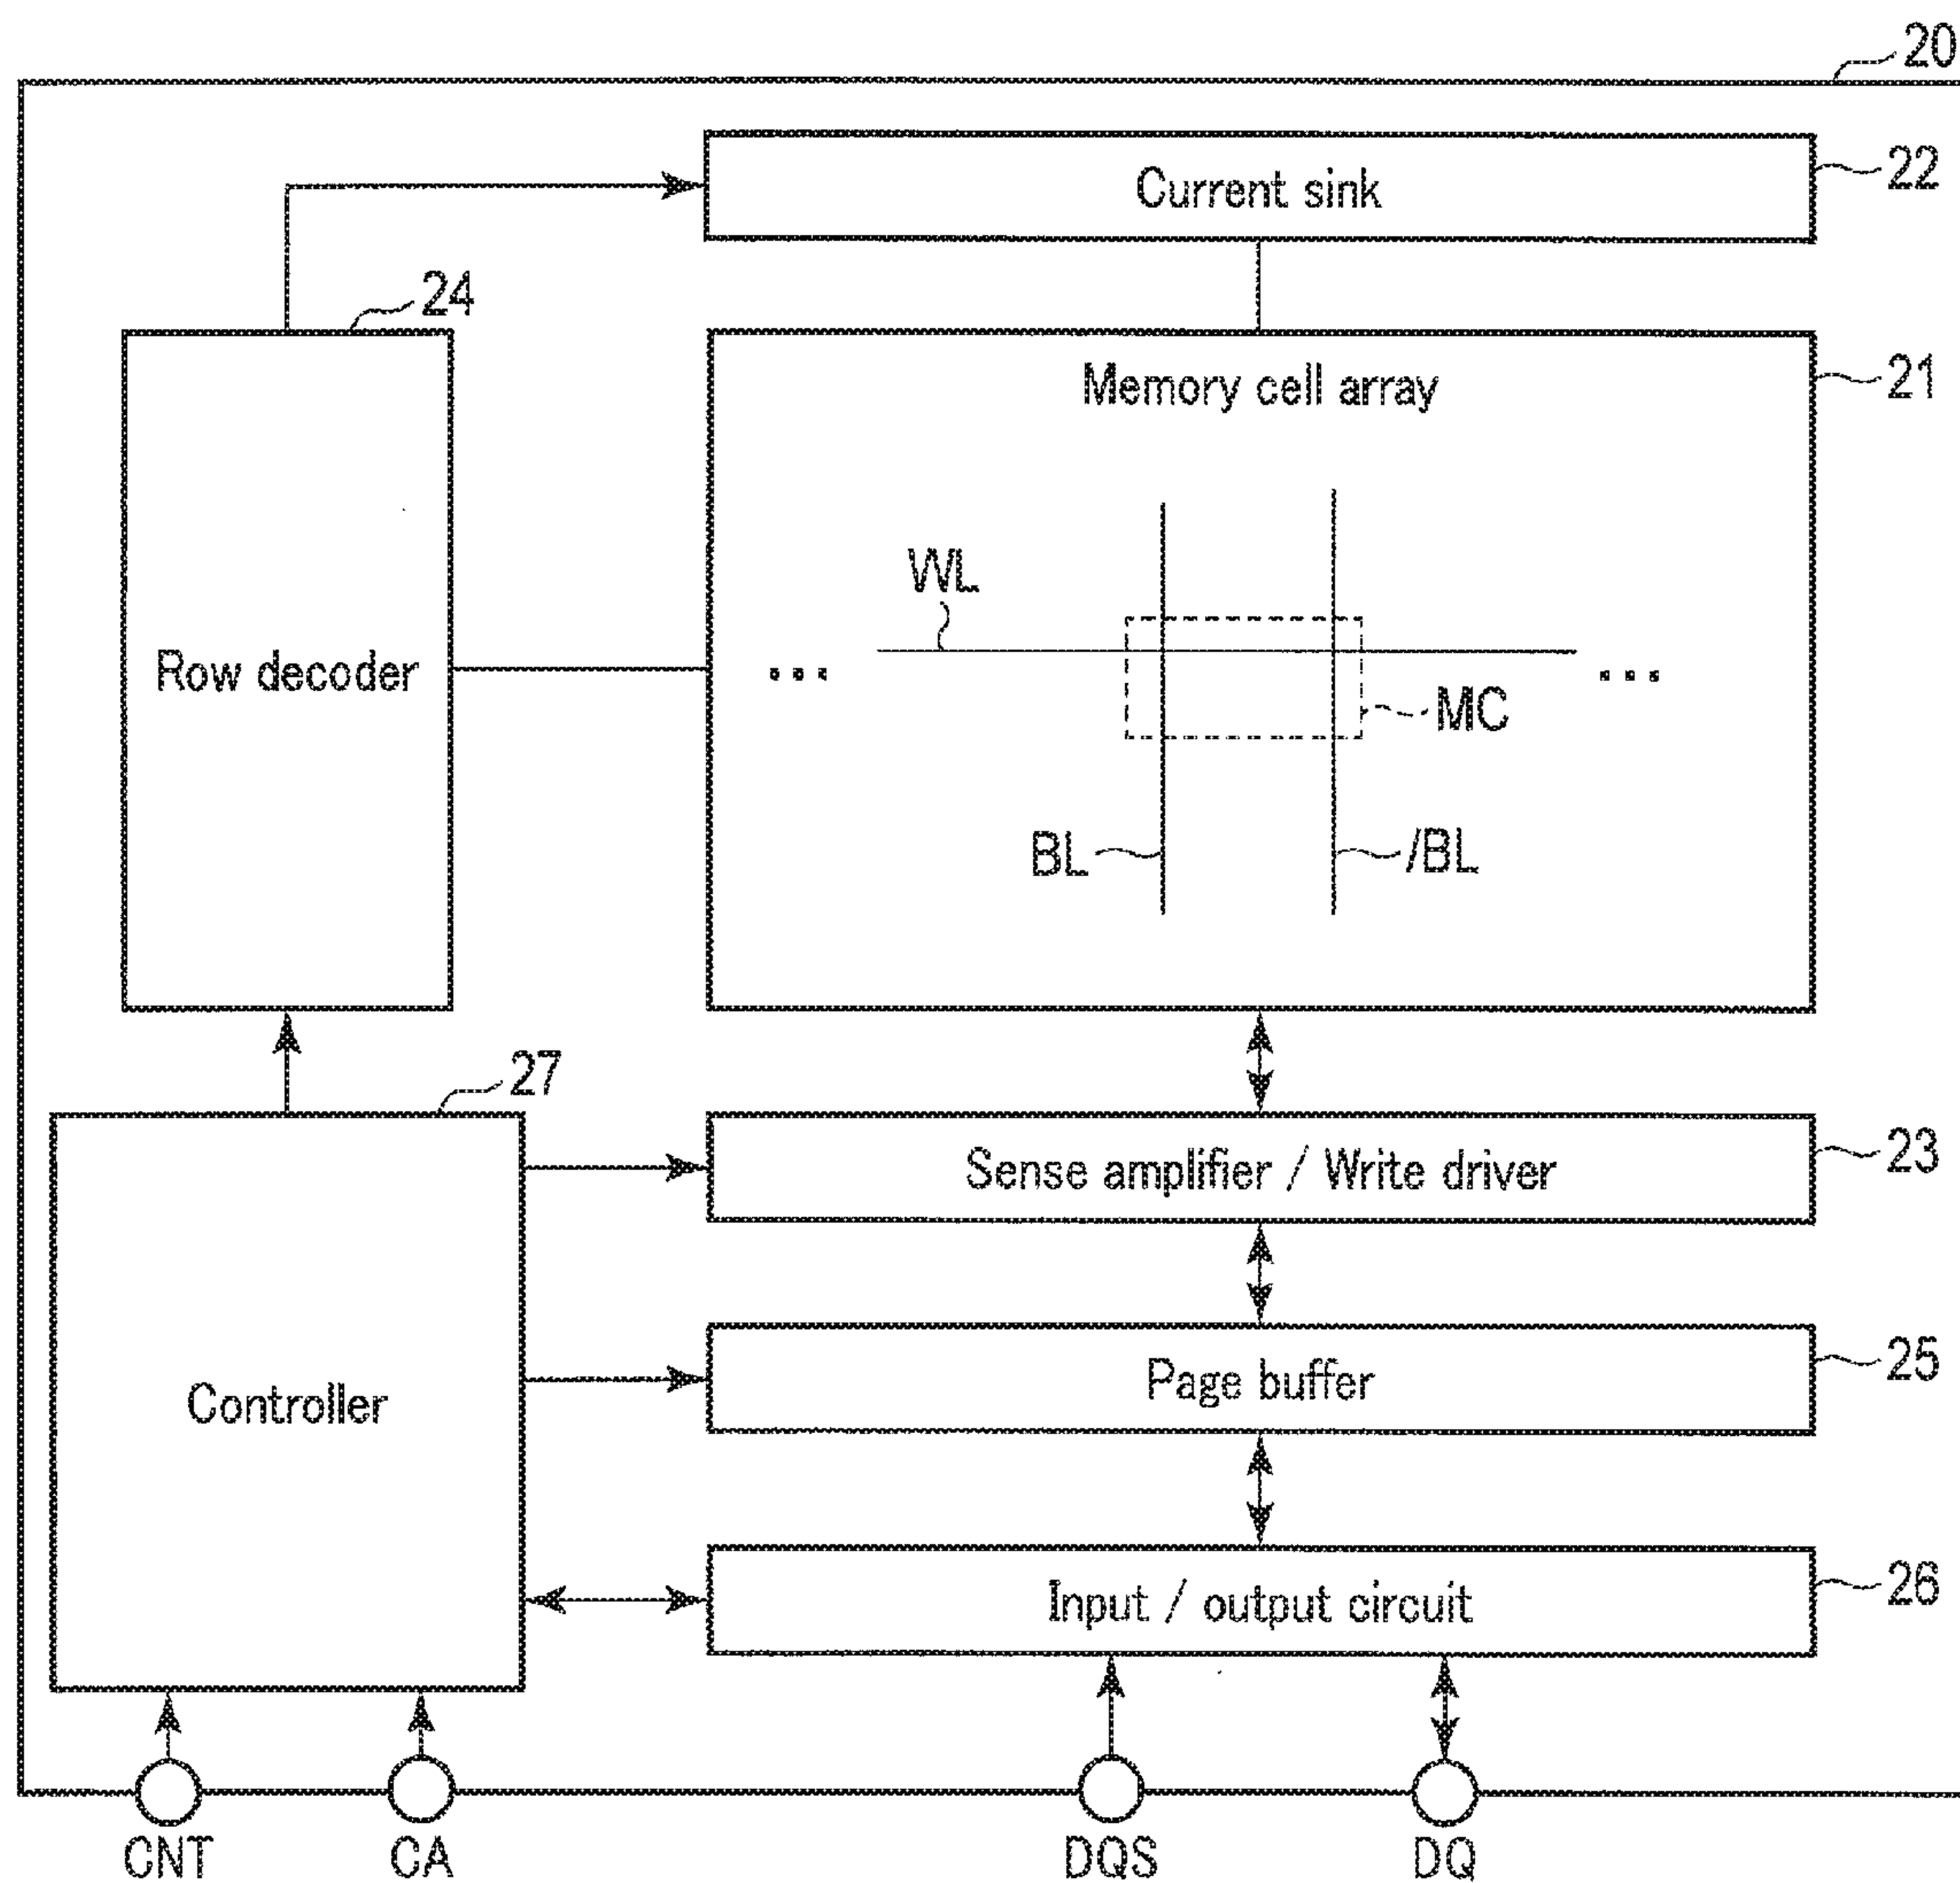 20
Current sink
22
24
Memory cell array
21
Row decoder
WL
...
...
MC
BL
/BL
27
Sense amplifier / Write driver
23
Controller
Page buffer
25
Input / output circuit
26
CNT
CA
DQS
DQ